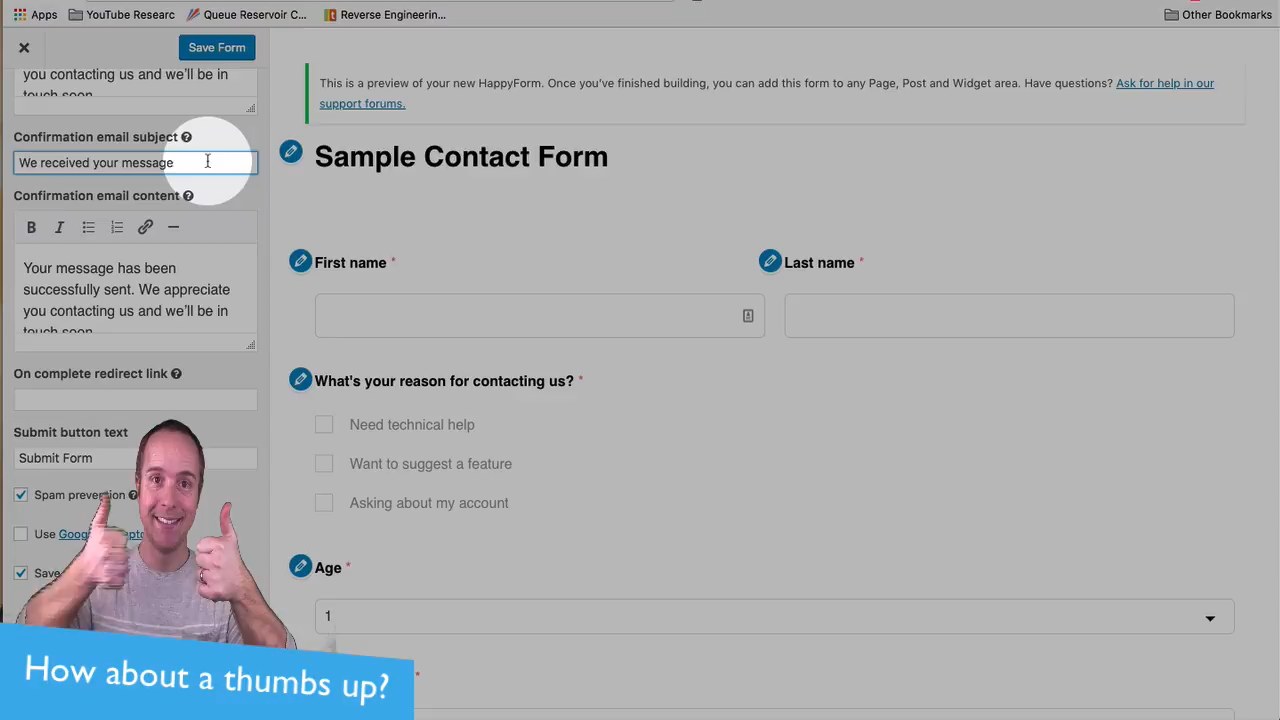 Apps
YouTube Researc
Queue Reservoir C...
Reverse Engineerin...
Other Bookmarks
Save Form
you contacting us and we'll be in
touch soon
Confirmation email subject
We received your message
Confirmation email content
B I
Your message has been
successfully sent. We appreciate
you contacting us and we'll be in
touch soon
On complete redirect link
Submit button text
Submit Form
Spam prevention
Use
Save
This is a preview of your new HappyForm. Once you've finished building, you can add this form to any Page, Post and Widget area. Have questions? Ask for help in our
support forums.
Sample Contact Form
First name *
Last name *
What's your reason for contacting us? *
Need technical help
Want to suggest a feature
Asking about my account
Age *
1
*
How about a thumbs up?